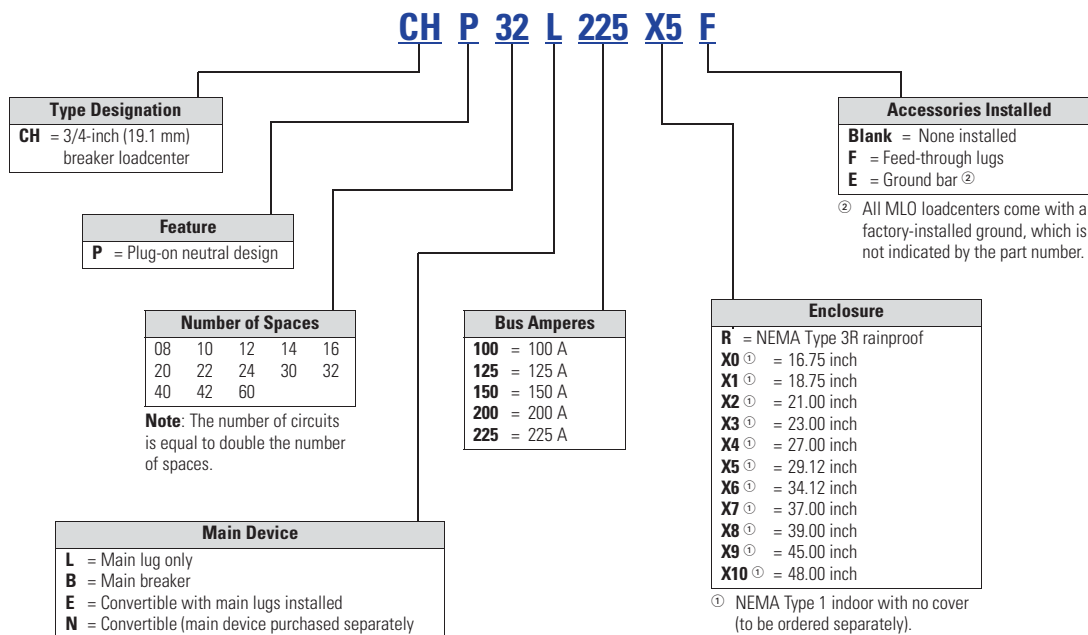 CH P 32 L 225 X5 F
Type Designation
CH = 3/4-inch (19.1 mm)
breaker loadcenter
Feature
P = Plug-on neutral design
Number of Spaces
08 10 12 14 16
20 22 24 30 32
40 42 60
Note: The number of circuits
is equal to double the number
of spaces.
Main Device
L = Main lug only
B = Main breaker
E = Convertible with main lugs installed
N = Convertible (main device purchased separately
Bus Amperes
100 = 100 A
125 = 125 A
150 = 150 A
200 = 200 A
225 = 225 A
Enclosure
R = NEMA Type 3R rainproof
X0 ① = 16.75 inch
X1 ① = 18.75 inch
X2 ① = 21.00 inch
X3 ① = 23.00 inch
X4 ① = 27.00 inch
X5 ① = 29.12 inch
X6 ① = 34.12 inch
X7 ① = 37.00 inch
X8 ① = 39.00 inch
X9 ① = 45.00 inch
X10 ① = 48.00 inch
① NEMA Type 1 indoor with no cover
(to be ordered separately).
Accessories Installed
Blank = None installed
F = Feed-through lugs
E = Ground bar ②
② All MLO loadcenters come with a
factory-installed ground, which is
not indicated by the part number.